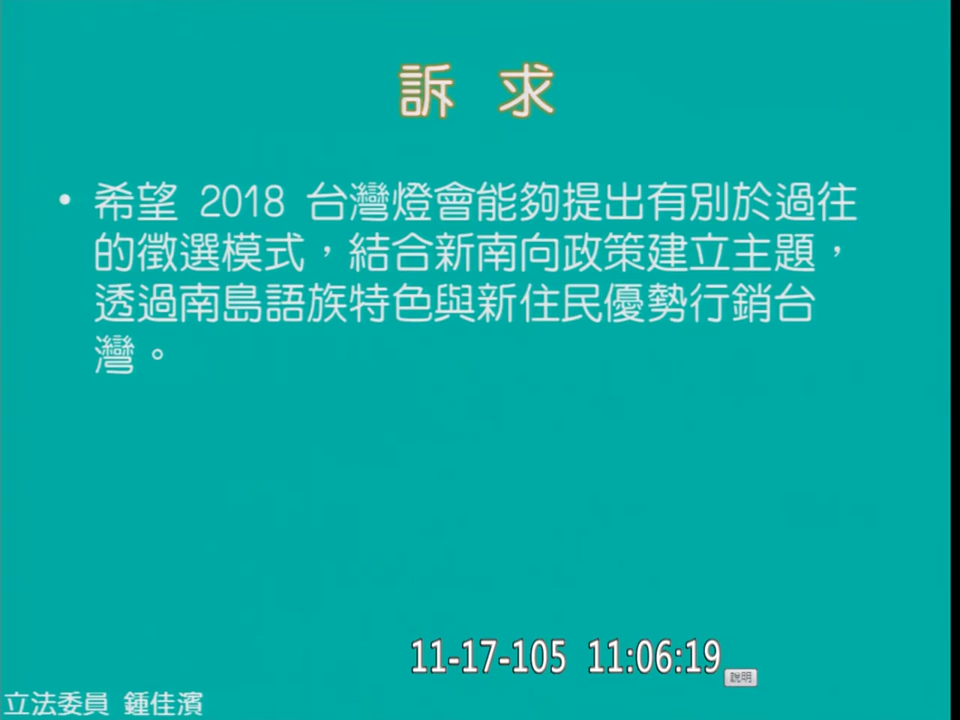 訴 求
• 希望 2018 台灣燈會能夠提出有別於過往
的徵選模式，結合新南向政策建立主題，
透過南島語族特色與新住民優勢行銷台
灣。
11-17-105 11:06:19
說明
立法委員 鍾佳濱